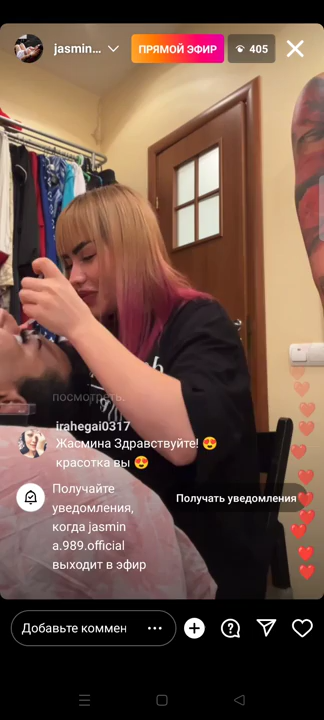 jasmin...
ПРЯМОЙ ЭФИР
405
посмотреть.
irahegai0317
Жасмина Здравствуйте! 😍
красотка вы 😍
Получайте
уведомления,
когда jasmin
a.989.official
выходит в эфир
Получать уведомления
Добавьте коммен